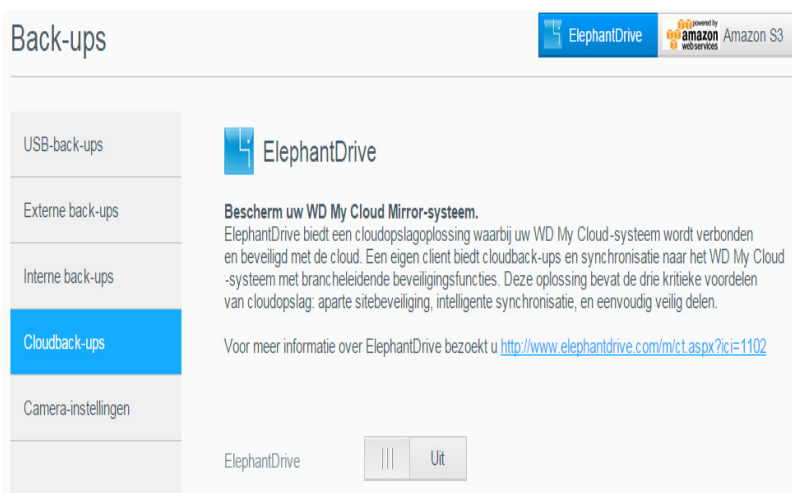 Back-ups
ElephantDrive
powered by
amazon
webservices
Amazon S3
USB-back-ups
Externe back-ups
Interne back-ups
Cloudback-ups
Camera-instellingen
ElephantDrive
Bescherm uw WD My Cloud Mirror-systeem.
ElephantDrive biedt een cloudopslagoplossing waarbij uw WD My Cloud-systeem wordt verbonden
en beveiligd met de cloud. Een eigen client biedt cloudback-ups en synchronisatie naar het WD My Cloud
-systeem met brancheleidende beveiligingsfuncties. Deze oplossing bevat de drie kritieke voordelen
van cloudopslag: aparte sitebeveiliging, intelligente synchronisatie, en eenvoudig veilig delen.
Voor meer informatie over ElephantDrive bezoekt u http://www.elephantdrive.com/m/ct.aspx?ici=1102
ElephantDrive
Uit